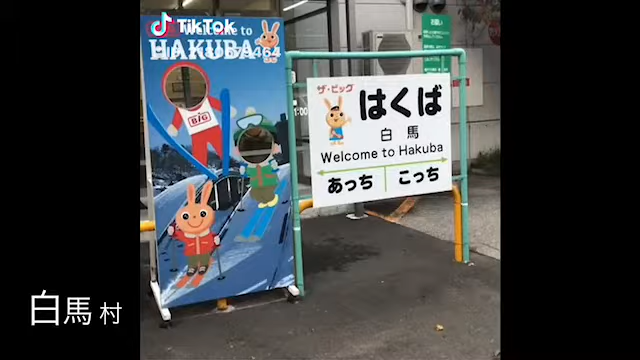 TikTok
Welcome to
HAKUBA
BIG
ザ・ビッグ
はくば
白馬
Welcome to Hakuba
あっち
こっち
白馬村